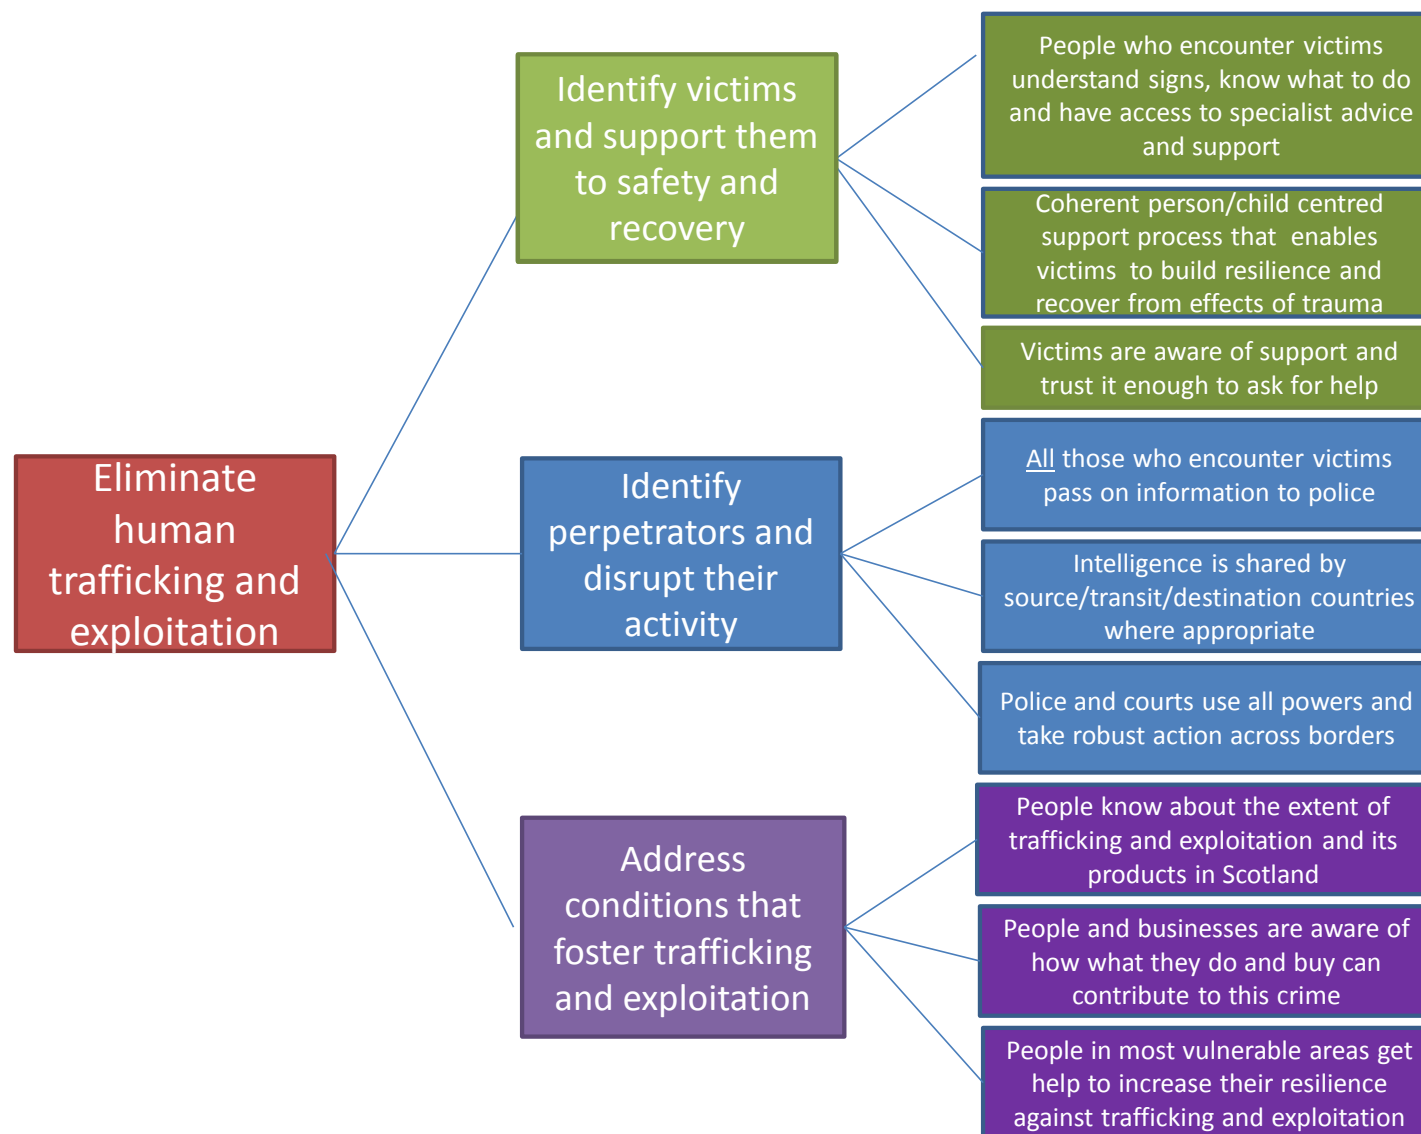 Eliminate
human
trafficking and
exploitation
Identify victims
and support them
to safety and
recovery
People who encounter victims
understand signs, know what to do
and have access to specialist advice
and support
Coherent person/child centred
support process that enables
victims to build resilience and
recover from effects of trauma
Victims are aware of support and
trust it enough to ask for help
Identify
perpetrators and
disrupt their
activity
All those who encounter victims
pass on information to police
Intelligence is shared by
source/transit/destination countries
where appropriate
Police and courts use all powers and
take robust action across borders
Address
conditions that
foster trafficking
and exploitation
People know about the extent of
trafficking and exploitation and its
products in Scotland
People and businesses are aware of
how what they do and buy can
contribute to this crime
People in most vulnerable areas get
help to increase their resilience
against trafficking and exploitation